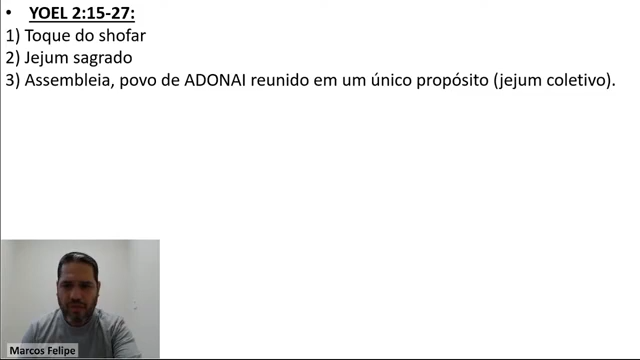 • YOEL 2:15-27:
1) Toque do shofar
2) Jejum sagrado
3) Assembleia, povo de ADONAI reunido em um único propósito (jejum coletivo).
Marcos Felipe